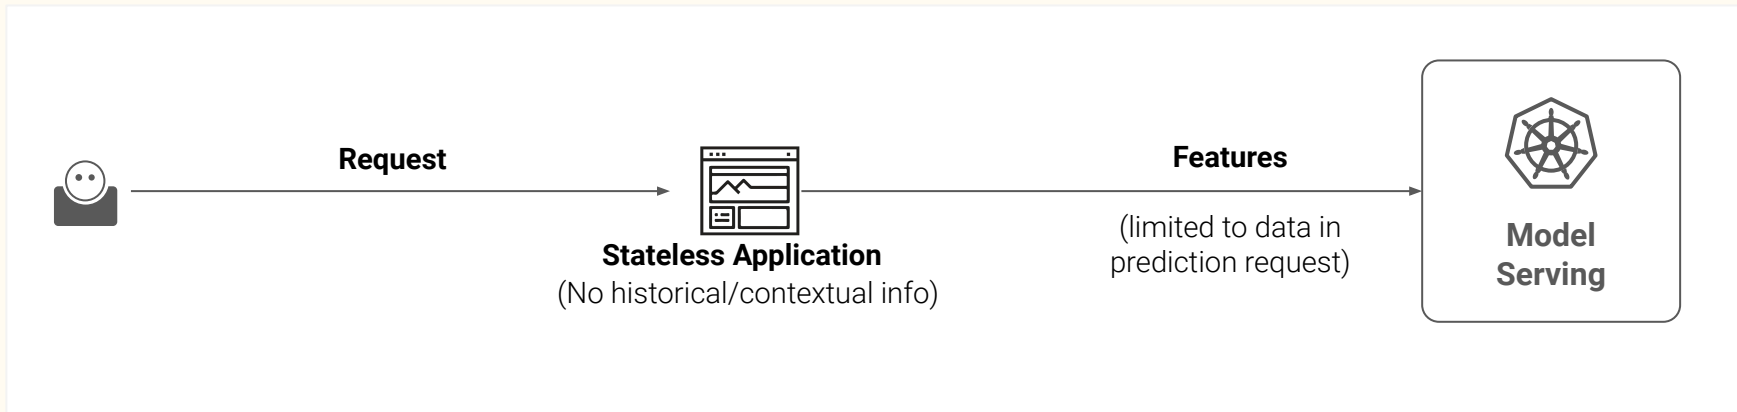 Request
Stateless Application
(No historical/contextual info)
Features
(limited to data in
prediction request)
Model
Serving